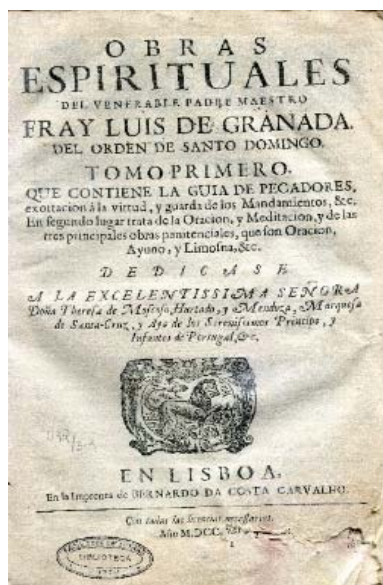 OBRAS
ESPIRITUALES
DEL VENERABLE PADRE MAESTRO
FRAY LUIS DE GRANADA.
DEL ORDEN DE SANTO DOMINGO.
TOMO PRIMERO.
QUE CONTIENE LA GUIA DE PECADORES,
exortacion à la virtud, y guarda de los Mandamientos, &c.
En segundo lugar trata de la Oracion, y Meditacion, y de las
tres principales obras penitenciales, que son Oracion,
Ayuno, y Limosna, &c.
DEDICASE
A LA EXCELENTISSIMA SEÑORA
Doña Theresa de Moscoso, Hurtado, y Mendoza, Marquesa
de Santa-Cruz, y Aya de los Serenissimos Principe, y
Infantes de Portugal, &c.
EN LISBOA.
En la Imprenta de BERNARDO DA COSTA CARVALHO.
Con todas las licencias necessarias.
Año M.DCC.
BIBLIOTECA